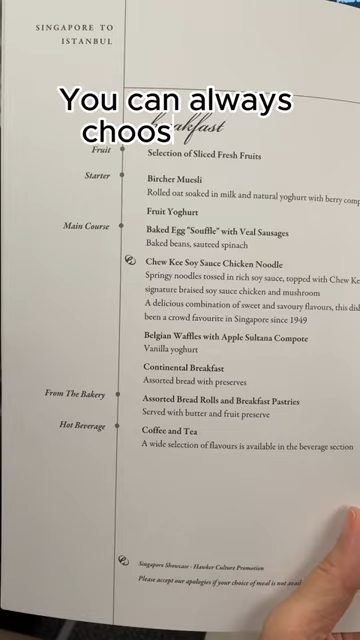 SINGAPORE TO
ISTANBUL
You can always
choos
Fruit
Selection of Sliced Fresh Fruits
Starter
Bircher Muesli
Rolled oat soaked in milk and natural yoghurt with berry
Fruit Yoghurt
Main Course
Baked Egg "Souffle" with Veal Sausages
Baked beans, sauteed spinach
Chew Kee Soy Sauce Chicken Noodle
Springy noodles tossed in rich soy sauce, topped with Chew
signature braised soy sauce chicken and mushroom
A delicious combination of sweet and savoury flavours, this
been a crowd favourite in Singapore since 1949
Belgian Waffles with Apple Sultana Compote
Vanilla yoghurt
Continental Breakfast
Assorted bread with preserves
From The Bakery
Assorted Bread Rolls and Breakfast Pastries
Served with butter and fruit preserve
Hot Beverage
Coffee and Tea
A wide selection of flavours is available in the beverage section
Singapore Showcase - Hawker Culture Promotion
Please accept our apologies if your choice of meal is not